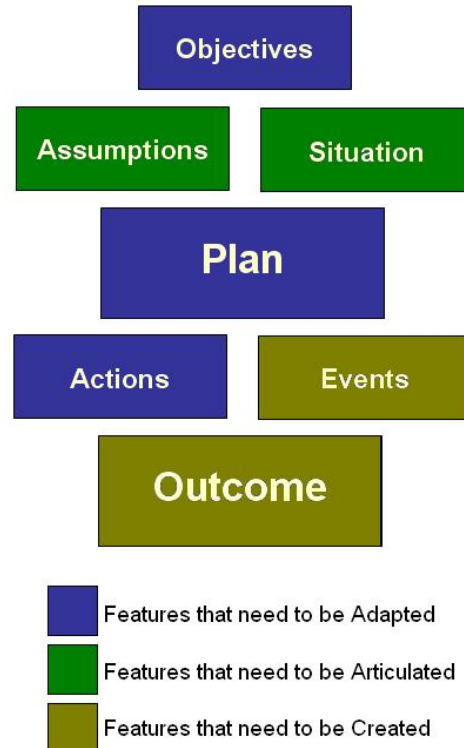 Objectives
Assumptions
Situation
Plan
Actions
Events
Outcome
Features that need to be Adapted
Features that need to be Articulated
Features that need to be Created